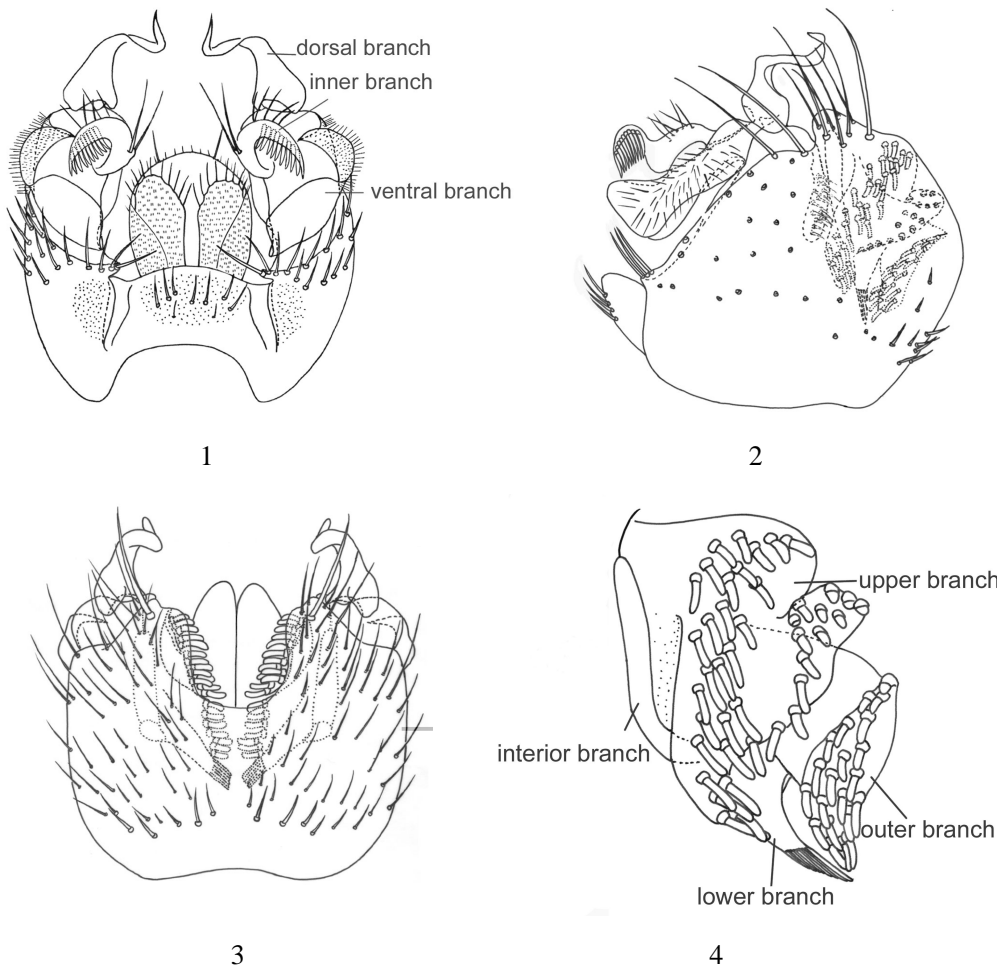 dorsal branch
inner branch
ventral branch
1
2
upper branch
interior branch
outer branch
lower branch
3
4